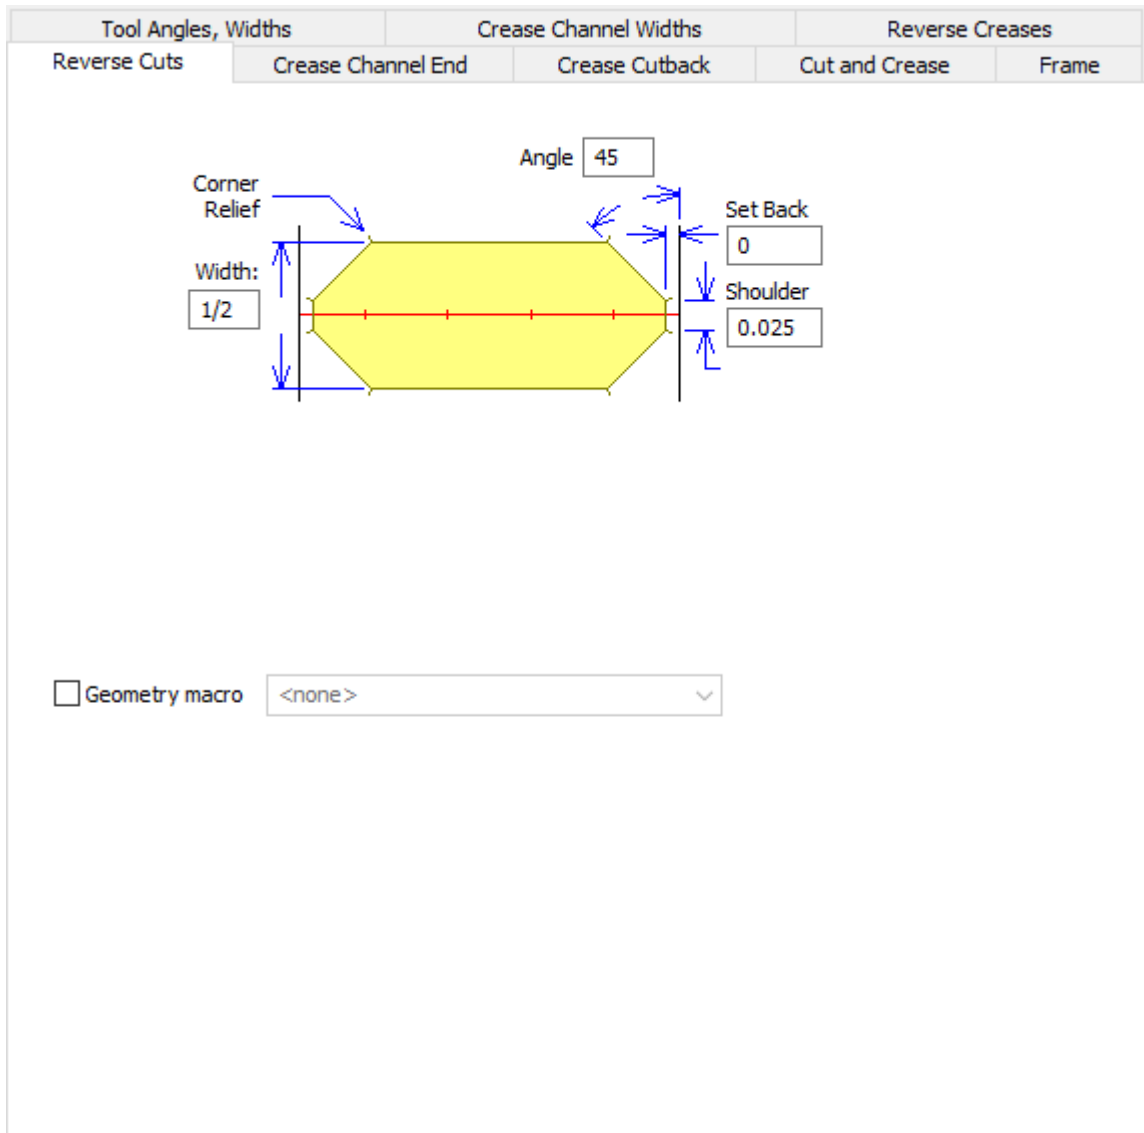 Tool Angles, Widths
Crease Channel Widths
Reverse Creases
Reverse Cuts
Crease Channel End
Crease Cutback
Cut and Crease
Frame
Angle 45
Corner
Relief
Set Back
0
Width:
1/2
Shoulder
0.025
Geometry macro
<none>